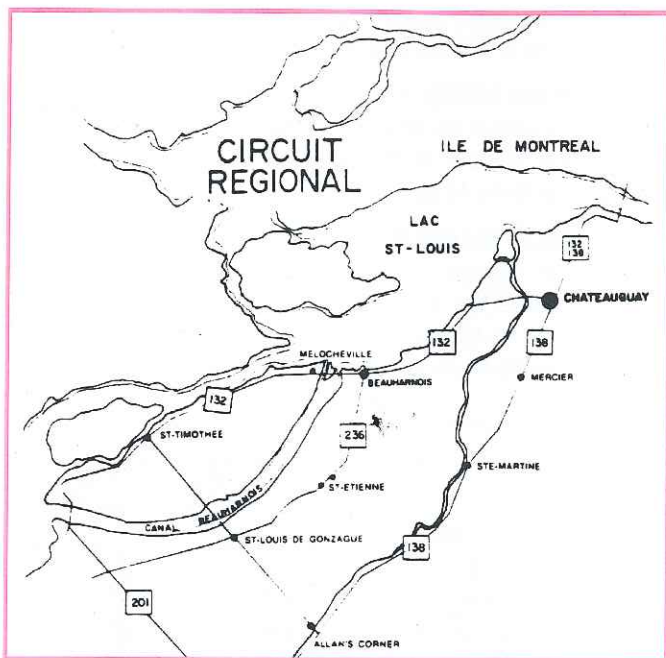 CIRCUIT
REGIONAL
ILE DE MONTREAL
LAC
ST-LOUIS
132
138
CHATEAUGUAY
132
138
MELOCHEVILLE
BEAUHARNOIS
MERCIER
132
ST-TIMOTHEE
236
STE-MARTINE
ST-ETIENNE
CANAL BEAUHARNOIS
ST-LOUIS DE GONZAGUE
138
201
ALLAN'S CORNER